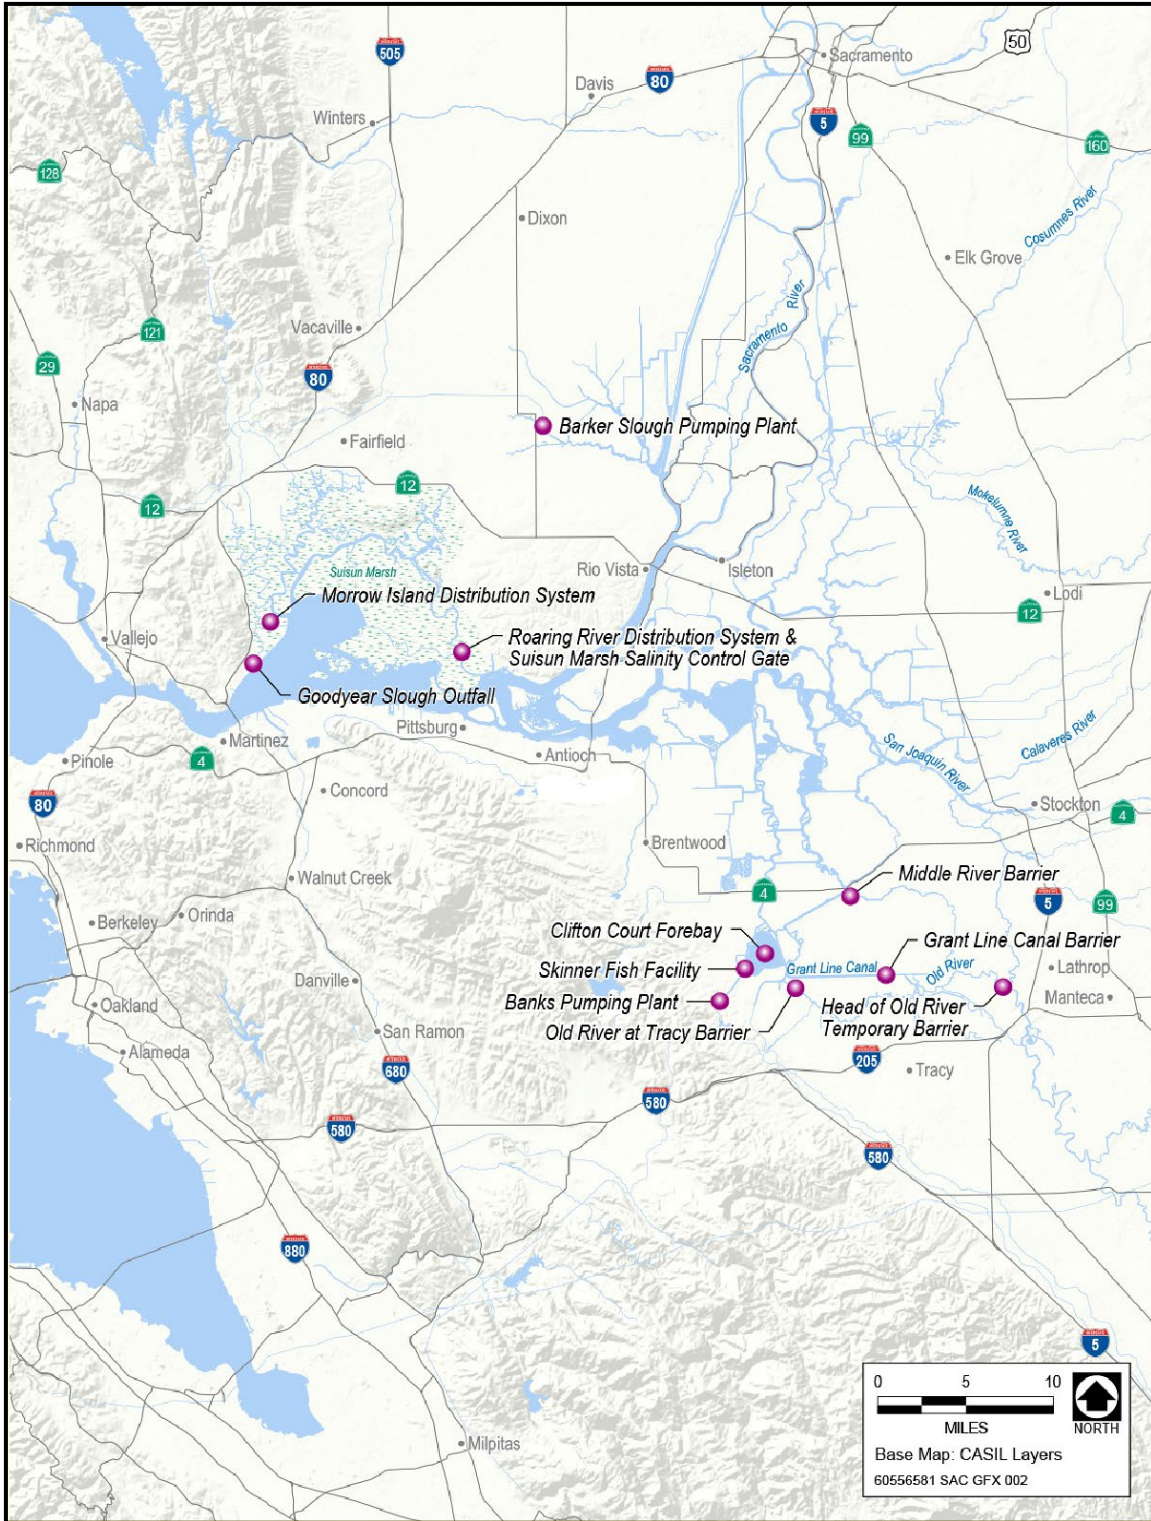 505
50
Sacramento
80
Davis
Winters
5
99
160
128
Cosumnes River
Dixon
Elk Grove
Sacramento River
121
Vacaville
29
80
Napa
Barker Slough Pumping Plant
Fairfield
12
12
Mokelumne River
Suisun Marsh
Rio Vista
Isleton
Lodi
Morrow Island Distribution System
12
Vallejo
Roaring River Distribution System &
Suisun Marsh Salinity Control Gate
Goodyear Slough Outfall
Pittsburg
Martinez
San Joaquin River
Calaveres River
4
Antioch
Pinole
80
Concord
Stockton
4
Richmond
Brentwood
Walnut Creek
Middle River Barrier
4
5
99
Berkeley
Orinda
Clifton Court Forebay
Grant Line Canal Barrier
Skinner Fish Facility
Grant Line Canal
Old River
Lathrop
Danville
Banks Pumping Plant
Manteca
Oakland
Head of Old River
Temporary Barrier
Old River at Tracy Barrier
San Ramon
Alameda
205
680
Tracy
580
580
580
880
5
0 5 10
MILES
NORTH
Milpitas
Base Map: CASIL Layers
60556581 SAC GFX 002